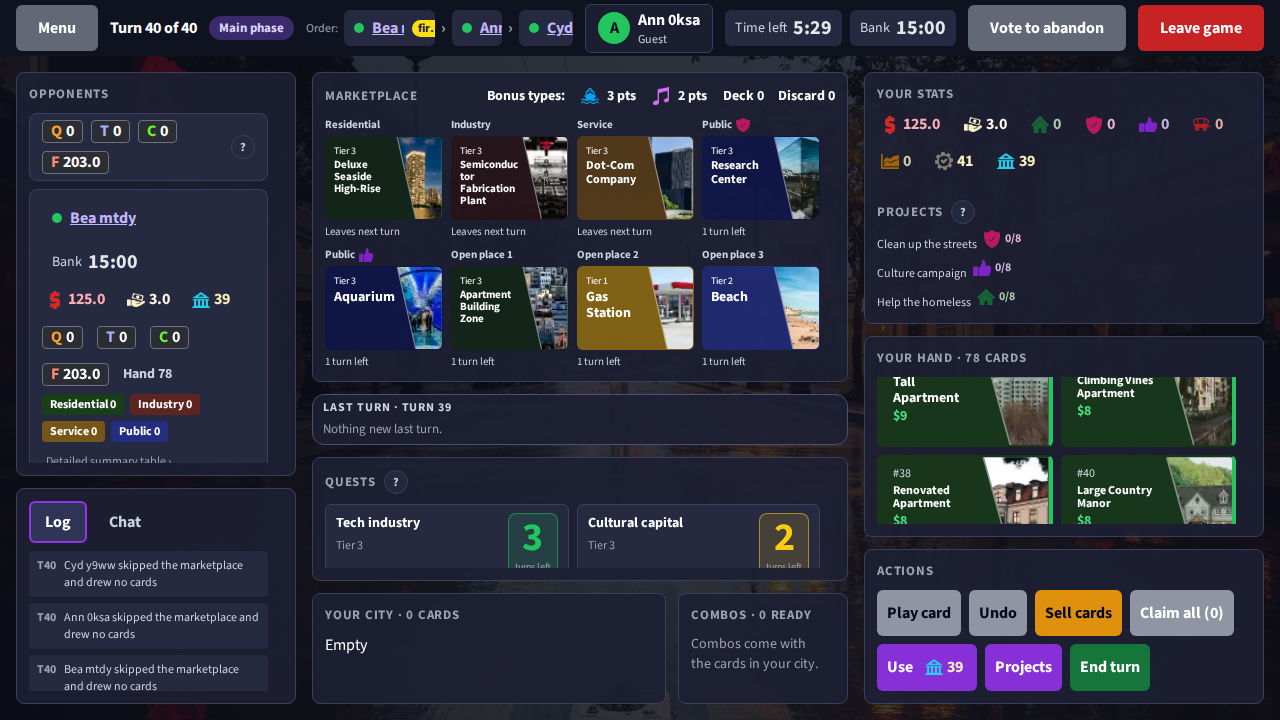 Menu
Turn 40 of 40
Main phase
Order:
Bea
fir.
›
Ann
›
Cyd
A
Ann 0ksa
Guest
Time left 5:29
Bank 15:00
Vote to abandon
Leave game
OPPONENTS
Q 0
T 0
C 0
F 203.0
?
Bea mtdy
Bank 15:00
125.0
3.0
39
Q 0
T 0
C 0
F 203.0
Hand 78
Residential 0
Industry 0
Service 0
Public 0
Detailed summary table ›
Log
Chat
T40 Cyd y9ww skipped the marketplace
and drew no cards
T40 Ann 0ksa skipped the marketplace and
drew no cards
T40 Bea mtdy skipped the marketplace
and drew no cards
MARKETPLACE
Bonus types:
3 pts
2 pts
Deck 0
Discard 0
Residential
Tier 3
Deluxe
Seaside
High-Rise
Leaves next turn
Industry
Tier 3
Semiconduc
tor
Fabrication
Plant
Leaves next turn
Service
Tier 3
Dot-Com
Company
Leaves next turn
Public
Tier 3
Research
Center
1 turn left
Public
Tier 3
Aquarium
1 turn left
Open place 1
Tier 3
Apartment
Building
Zone
1 turn left
Open place 2
Tier 1
Gas
Station
1 turn left
Open place 3
Tier 2
Beach
1 turn left
LAST TURN · TURN 39
Nothing new last turn.
QUESTS
?
Tech industry
Tier 3
3
turns left
Cultural capital
Tier 3
2
turns left
YOUR CITY · 0 CARDS
Empty
COMBOS · 0 READY
Combos come with
the cards in your city.
YOUR STATS
125.0
3.0
0
0
0
0
0
41
39
PROJECTS
?
Clean up the streets 0/8
Culture campaign 0/8
Help the homeless 0/8
YOUR HAND · 78 CARDS
Tall
Apartment
$9
Climbing Vines
Apartment
$8
#38
Renovated
Apartment
$8
#40
Large Country
Manor
$8
ACTIONS
Play card
Undo
Sell cards
Claim all (0)
Use 39
Projects
End turn